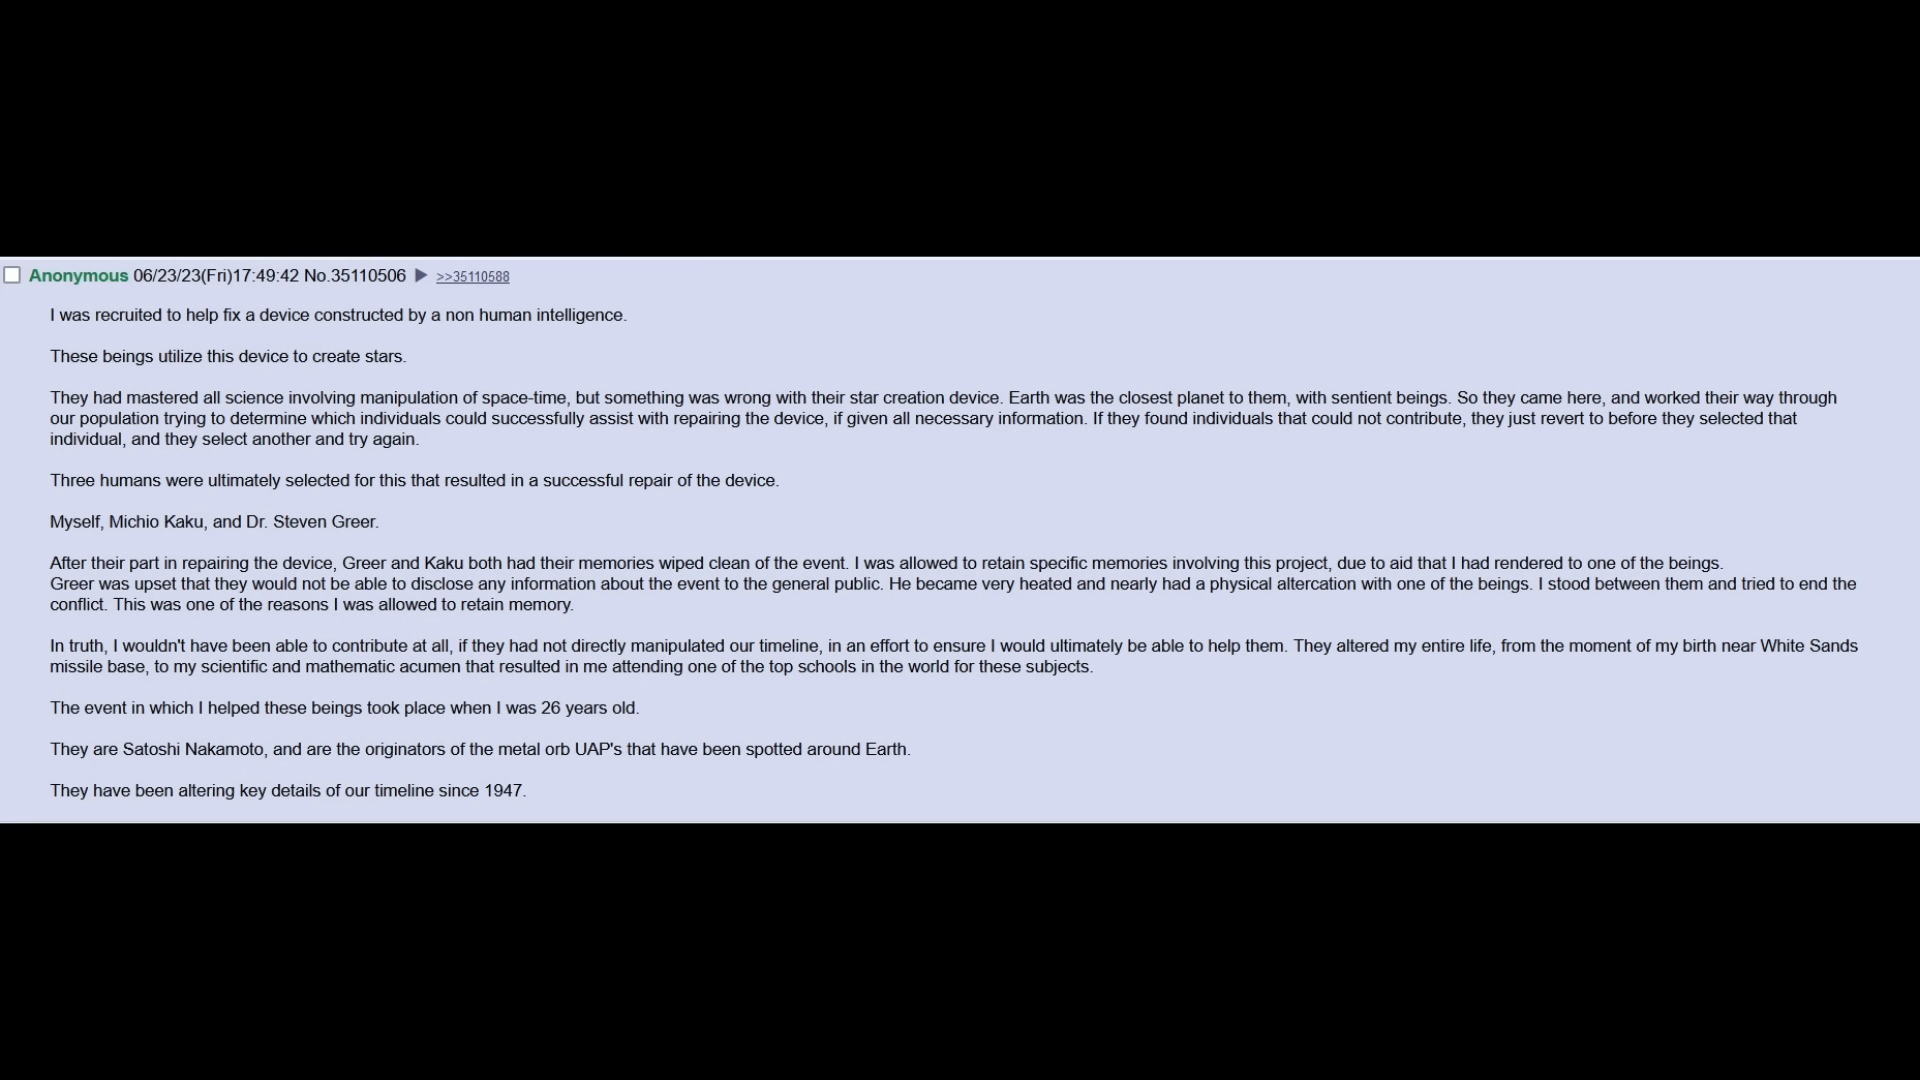 Anonymous 06/23/23(Fri)17:49:42 No.35110506 ▶ >>35110588
I was recruited to help fix a device constructed by a non human intelligence.
These beings utilize this device to create stars.
They had mastered all science involving manipulation of space-time, but something was wrong with their star creation device. Earth was the closest planet to them, with sentient beings. So they came here, and worked their way through
our population trying to determine which individuals could successfully assist with repairing the device, if given all necessary information. If they found individuals that could not contribute, they just revert to before they selected that
individual, and they select another and try again.
Three humans were ultimately selected for this that resulted in a successful repair of the device.
Myself, Michio Kaku, and Dr. Steven Greer.
After their part in repairing the device, Greer and Kaku both had their memories wiped clean of the event. I was allowed to retain specific memories involving this project, due to aid that I had rendered to one of the beings.
Greer was upset that they would not be able to disclose any information about the event to the general public. He became very heated and nearly had a physical altercation with one of the beings. I stood between them and tried to end the
conflict. This was one of the reasons I was allowed to retain memory.
In truth, I wouldn't have been able to contribute at all, if they had not directly manipulated our timeline, in an effort to ensure I would ultimately be able to help them. They altered my entire life, from the moment of my birth near White Sands
missile base, to my scientific and mathematic acumen that resulted in me attending one of the top schools in the world for these subjects.
The event in which I helped these beings took place when I was 26 years old.
They are Satoshi Nakamoto, and are the originators of the metal orb UAP's that have been spotted around Earth.
They have been altering key details of our timeline since 1947.